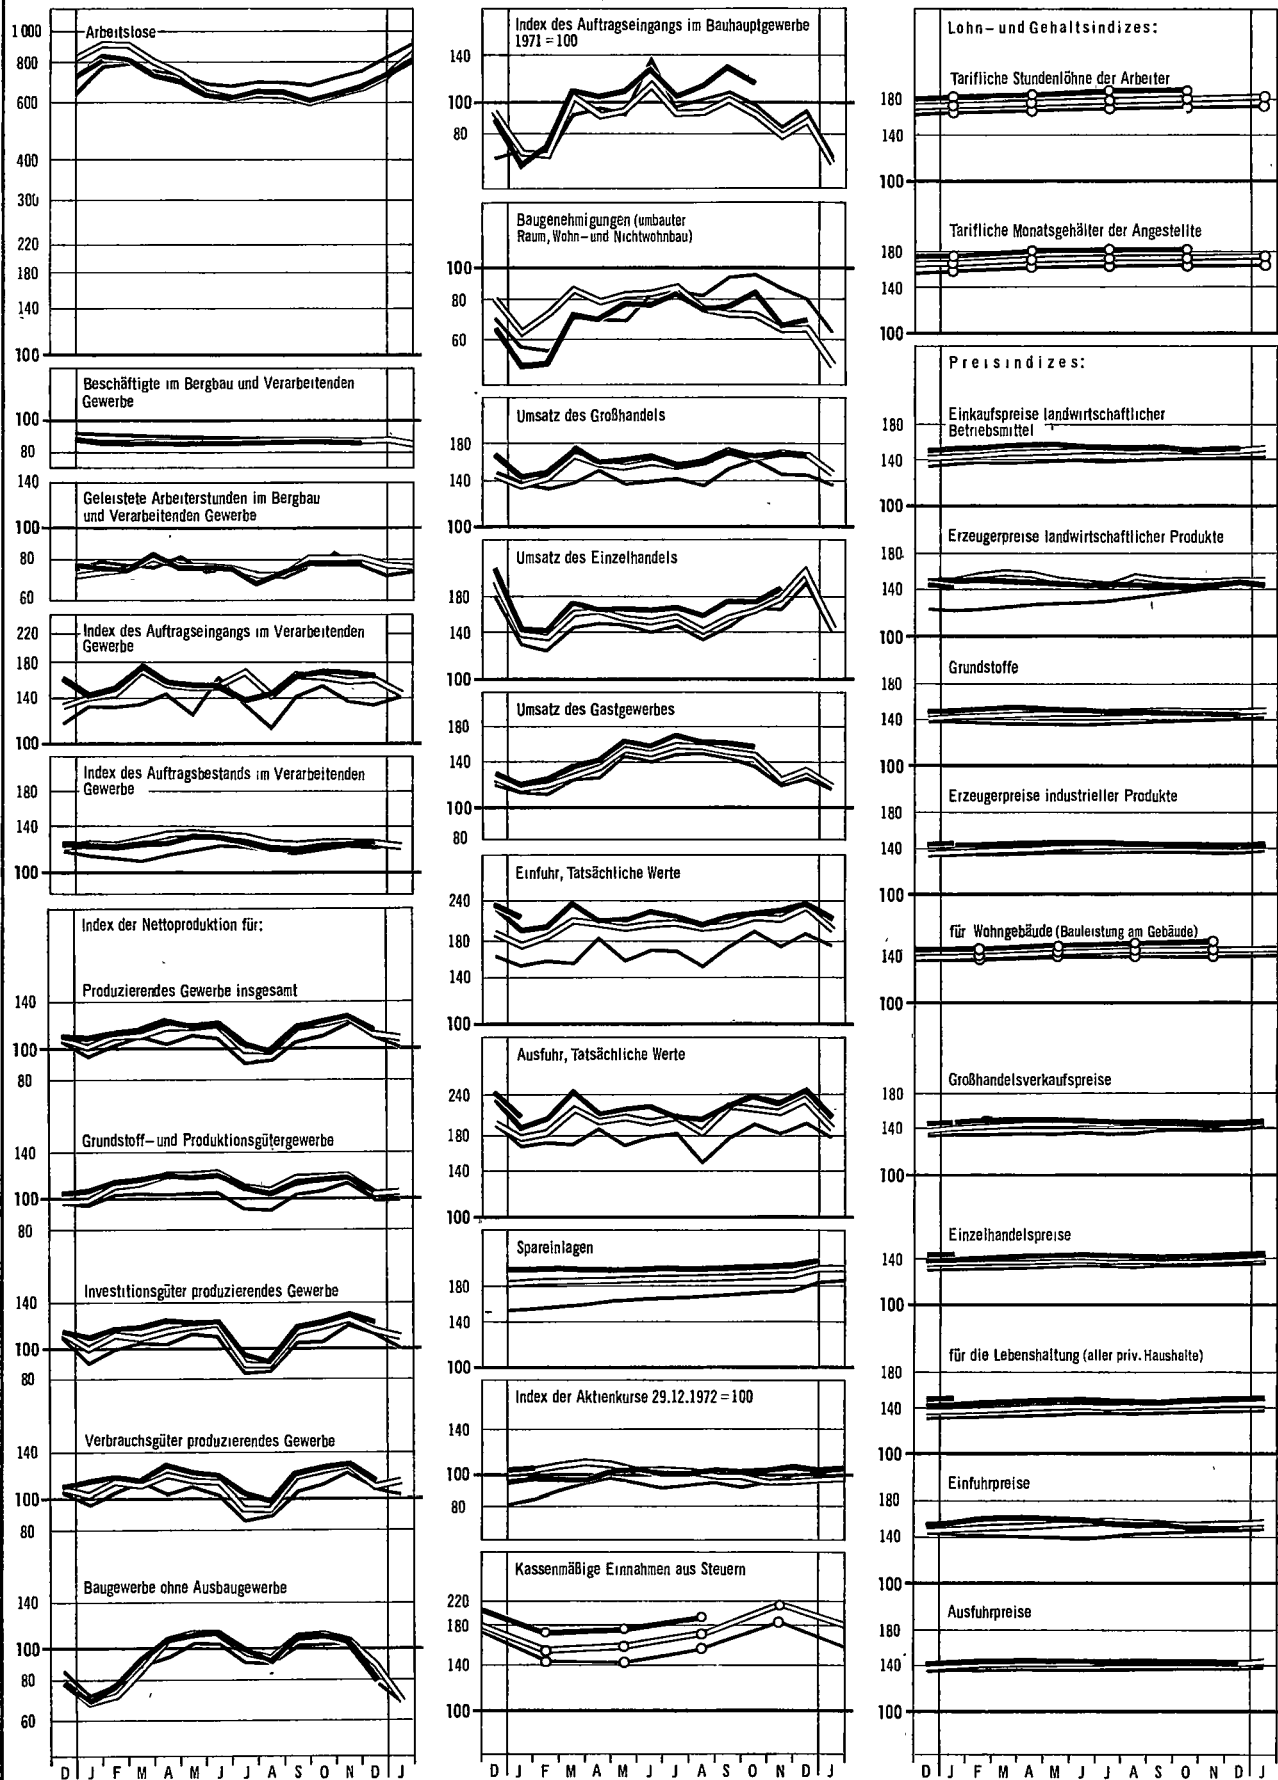 Arbeitslose
1 000
800
600
400
300
220
180
140
100
Beschäftigte im Bergbau und Verarbeitenden
Gewerbe
100
80
140
Geleistete Arbeiterstunden im Bergbau
und Verarbeitenden Gewerbe
100
80
60
Index des Auftragseingangs im Verarbeitenden
Gewerbe
220
180
140
100
Index des Auftragsbestands im Verarbeitenden
Gewerbe
180
140
100
Index der Nettoproduktion für:
Produzierendes Gewerbe insgesamt
140
100
80
Grundstoff- und Produktionsgütergewerbe
140
100
80
Investitionsgüter produzierendes Gewerbe
140
100
80
Verbrauchsgüter produzierendes Gewerbe
140
100
80
Baugewerbe ohne Ausbaugewerbe
140
100
80
60
D J F M A M J J A S O N D J
Index des Auftragseingangs im Bauhauptgewerbe
1971 = 100
140
100
80
Baugenehmigungen (umbauter
Raum, Wohn- und Nichtwohnbau)
100
80
60
Umsatz des Großhandels
180
140
100
Umsatz des Einzelhandels
180
140
100
Umsatz des Gastgewerbes
180
140
100
80
Einfuhr, Tatsächliche Werte
240
180
140
100
Ausfuhr, Tatsächliche Werte
240
180
140
100
Spareinlagen
180
140
100
Index der Aktienkurse 29.12.1972 = 100
140
100
80
Kassenmäßige Einnahmen aus Steuern
220
180
140
100
D J F M A M J J A S O N D J
Lohn- und Gehaltsindizes:
Tarifliche Stundenlöhne der Arbeiter
180
140
100
Tarifliche Monatsgehälter der Angestellte
180
140
100
Preisindizes:
Einkaufspreise landwirtschaftlicher
Betriebsmittel
180
140
100
Erzeugerpreise landwirtschaftlicher Produkte
180
140
100
Grundstoffe
180
140
100
Erzeugerpreise industrieller Produkte
180
140
100
für Wohngebäude (Bauleistung am Gebäude)
140
100
Großhandelsverkaufspreise
180
140
100
Einzelhandelspreise
140
100
für die Lebenshaltung (aller priv. Haushalte)
180
140
100
Einfuhrpreise
180
140
100
Ausfuhrpreise
180
140
100
D J F M A M J J A S O N D J